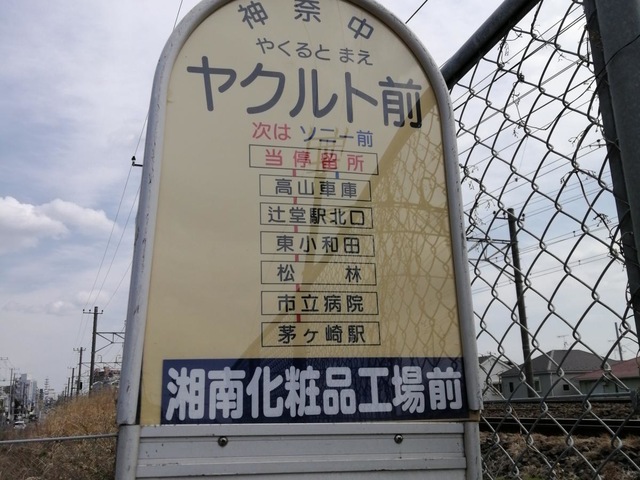 神奈中
やくると まえ
ヤクルト前
次は ソニー前
当停留所
高山車庫
辻堂駅北口
東小和田
松林
市立病院
茅ヶ崎駅
湘南化粧品工場前